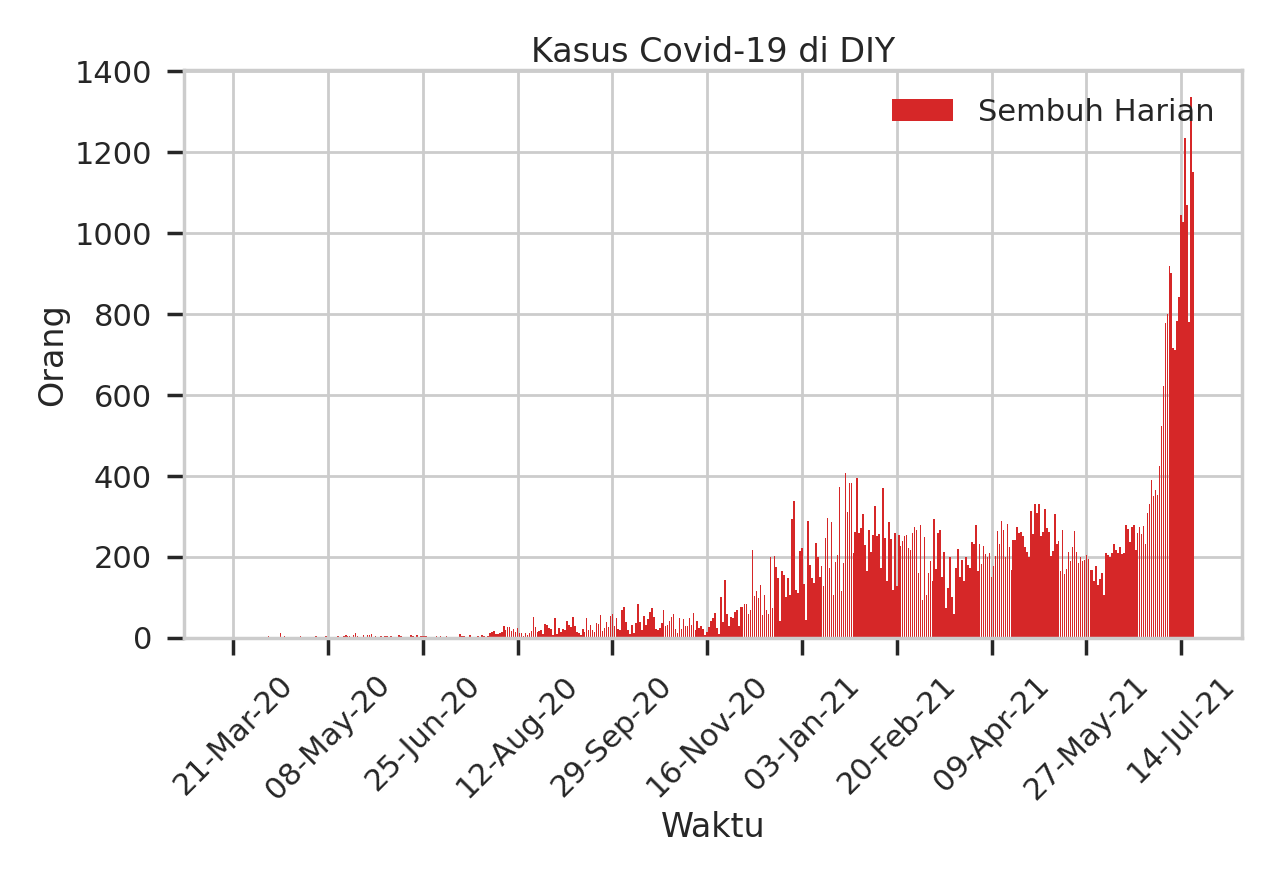 Kasus Covid-19 di DIY
Sembuh Harian
Orang
1400
1200
1000
800
600
400
200
0
21-Mar-20
08-May-20
25-Jun-20
12-Aug-20
29-Sep-20
16-Nov-20
03-Jan-21
20-Feb-21
09-Apr-21
27-May-21
14-Jul-21
Waktu